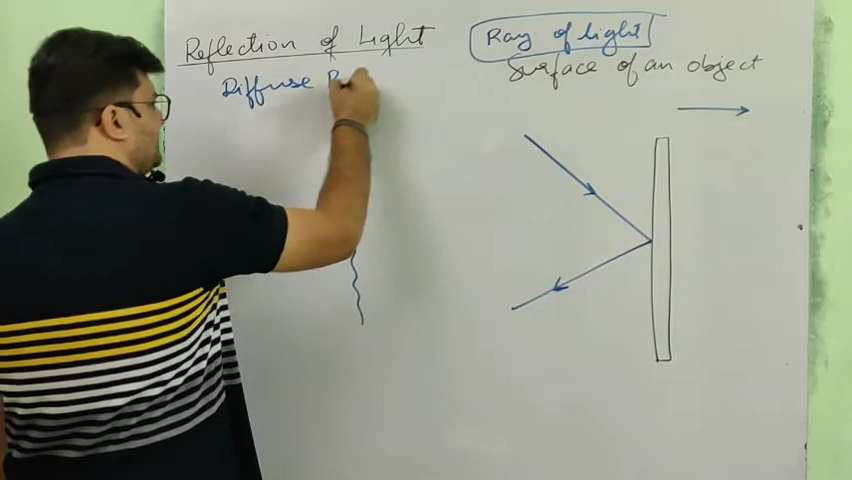 Reflection of Light
Diffuse R
Ray of light
Surface of an object